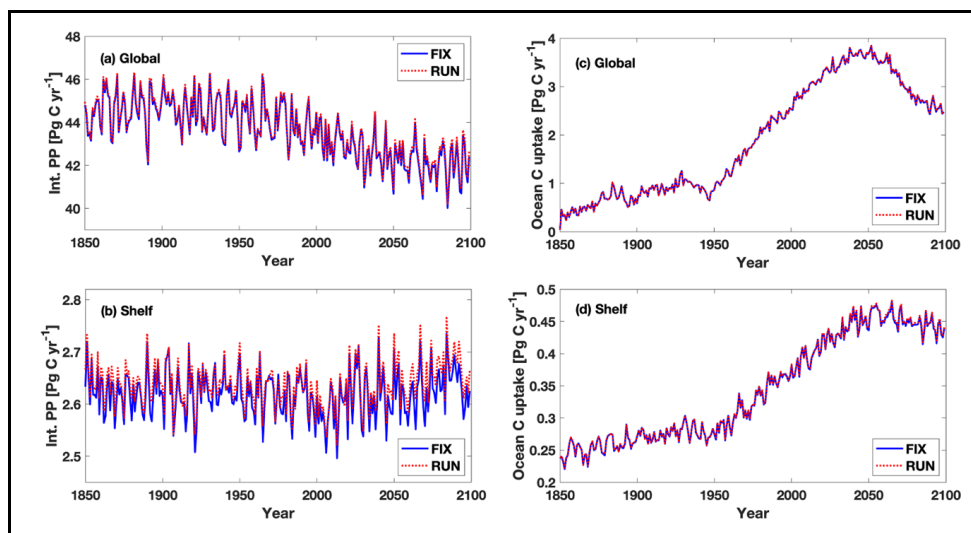 48
46
44
42
40
Int. PP [Pg C yr⁻¹]
(a) Global
FIX
RUN
1850 1900 1950 2000 2050 2100
Year
4
3
2
1
0
Ocean C uptake [Pg C yr⁻¹]
(c) Global
FIX
RUN
1850 1900 1950 2000 2050 2100
Year
2.8
2.7
2.6
2.5
Int. PP [Pg C yr⁻¹]
(b) Shelf
FIX
RUN
1850 1900 1950 2000 2050 2100
Year
0.5
0.45
0.4
0.35
0.3
0.25
0.2
Ocean C uptake [Pg C yr⁻¹]
(d) Shelf
FIX
RUN
1850 1900 1950 2000 2050 2100
Year